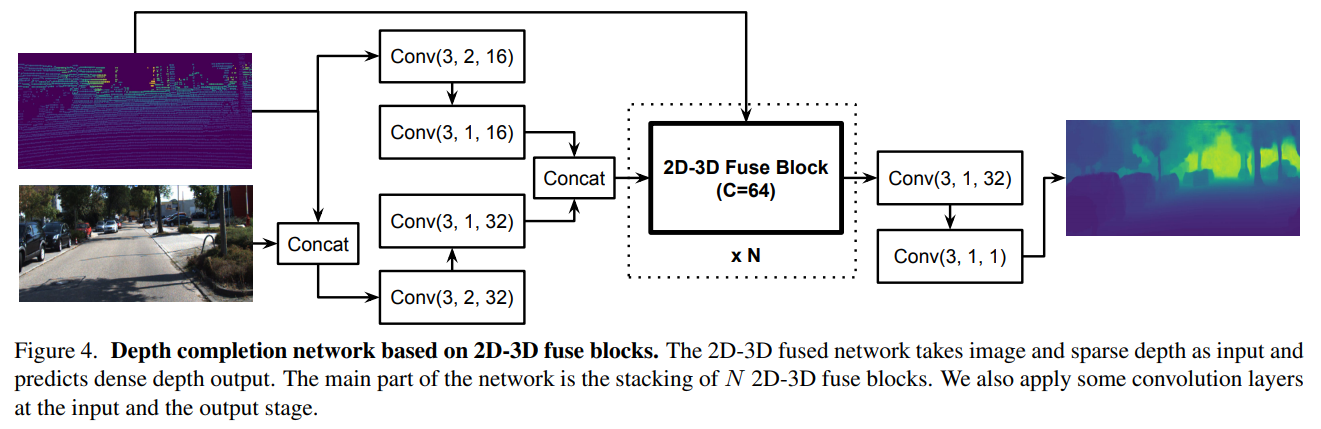 Conv(3, 2, 16)
Conv(3, 1, 16)
Concat
Conv(3, 1, 32)
Concat
Conv(3, 2, 32)
2D-3D Fuse Block
(C=64)
x N
Conv(3, 1, 32)
Conv(3, 1, 1)
Figure 4. Depth completion network based on 2D-3D fuse blocks. The 2D-3D fused network takes image and sparse depth as input and
predicts dense depth output. The main part of the network is the stacking of N 2D-3D fuse blocks. We also apply some convolution layers
at the input and the output stage.